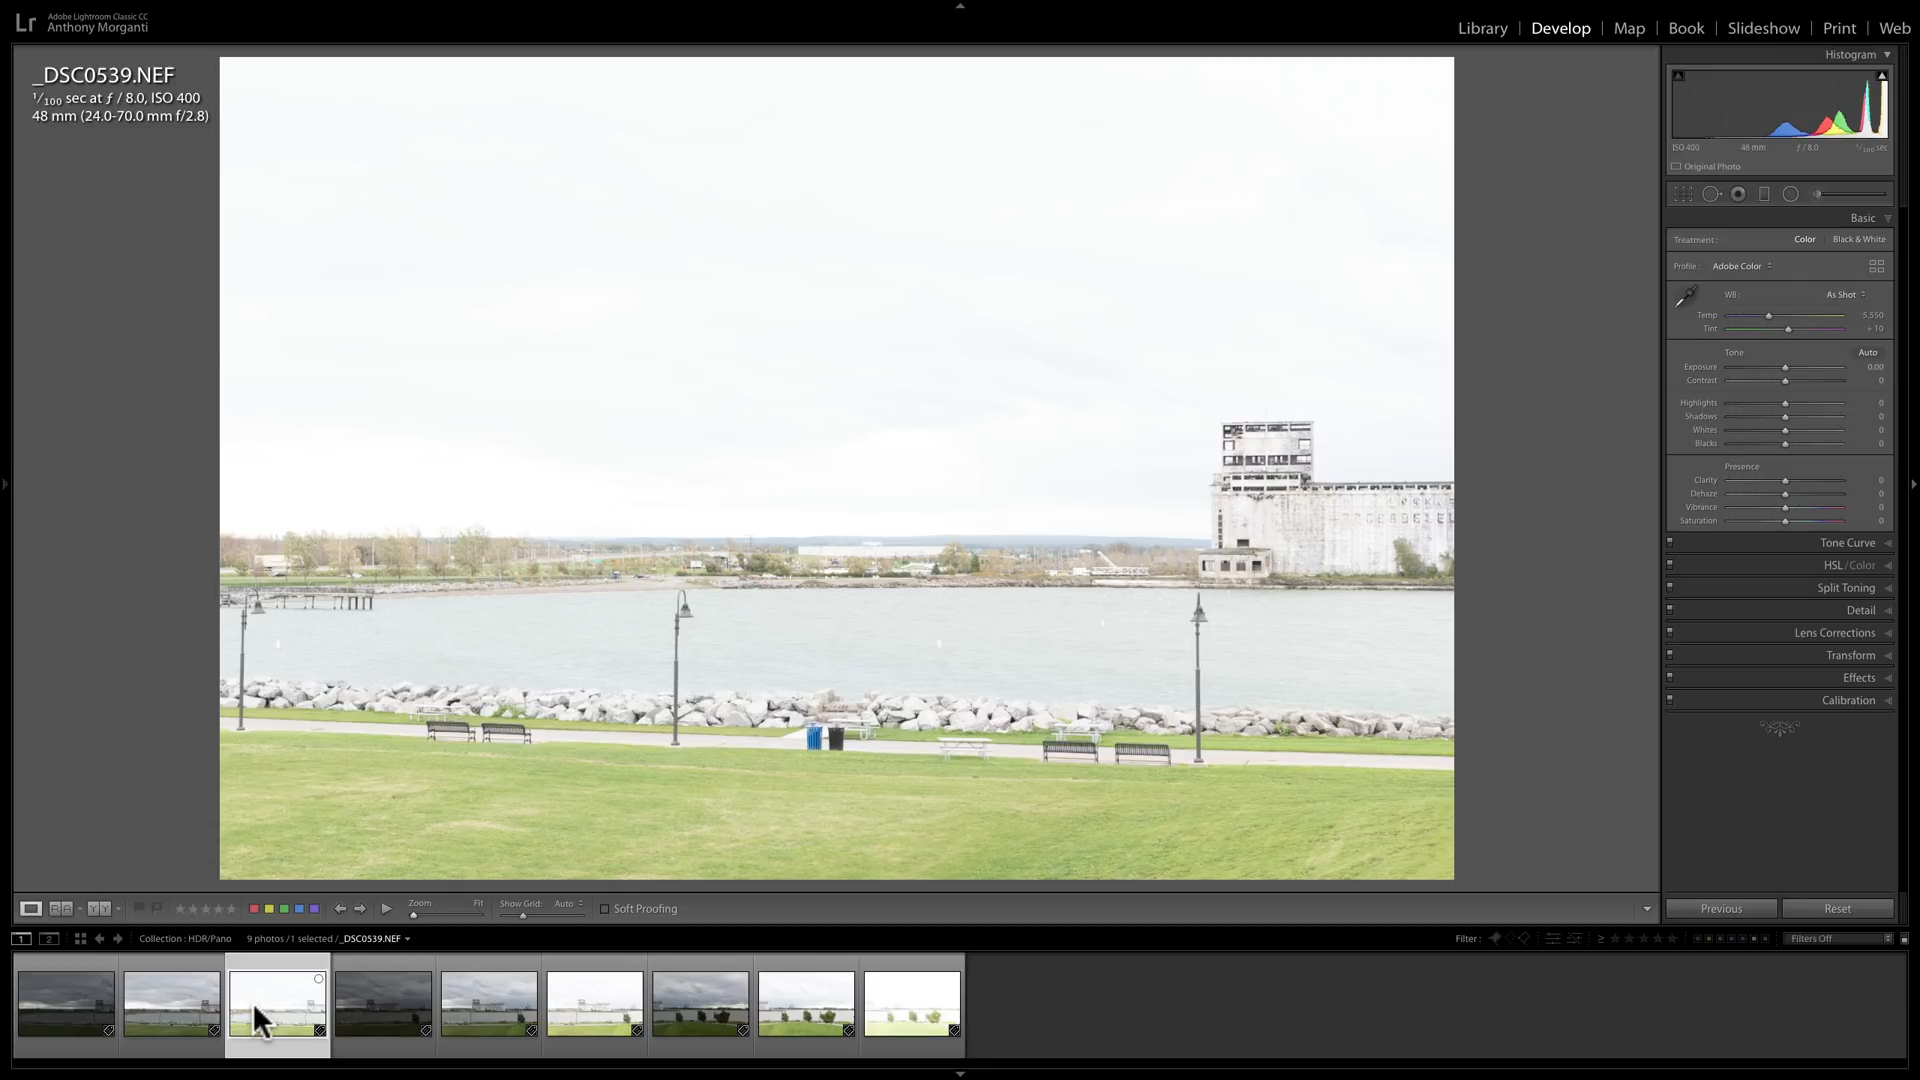 Lr Adobe Lightroom Classic CC
Anthony Morganti
Library | Develop | Map | Book | Slideshow | Print | Web
_DSC0539.NEF
1/100 sec at ƒ / 8.0, ISO 400
48 mm (24.0-70.0 mm f/2.8)
Histogram
ISO 400 48 mm ƒ / 8.0 1/100 sec
Original Photo
Basic
Treatment : Color Black & White
Profile : Adobe Color
WB : As Shot
Temp 5,550
Tint + 10
Tone Auto
Exposure 0.00
Contrast 0
Highlights 0
Shadows 0
Whites 0
Blacks 0
Presence
Clarity 0
Dehaze 0
Vibrance 0
Saturation 0
Tone Curve
HSL / Color
Split Toning
Detail
Lens Corrections
Transform
Effects
Calibration
Zoom Fit Show Grid: Auto Soft Proofing
Previous Reset
1 2 Collection : HDR/Pano 9 photos / 1 selected / _DSC0539.NEF Filter : Filters Off